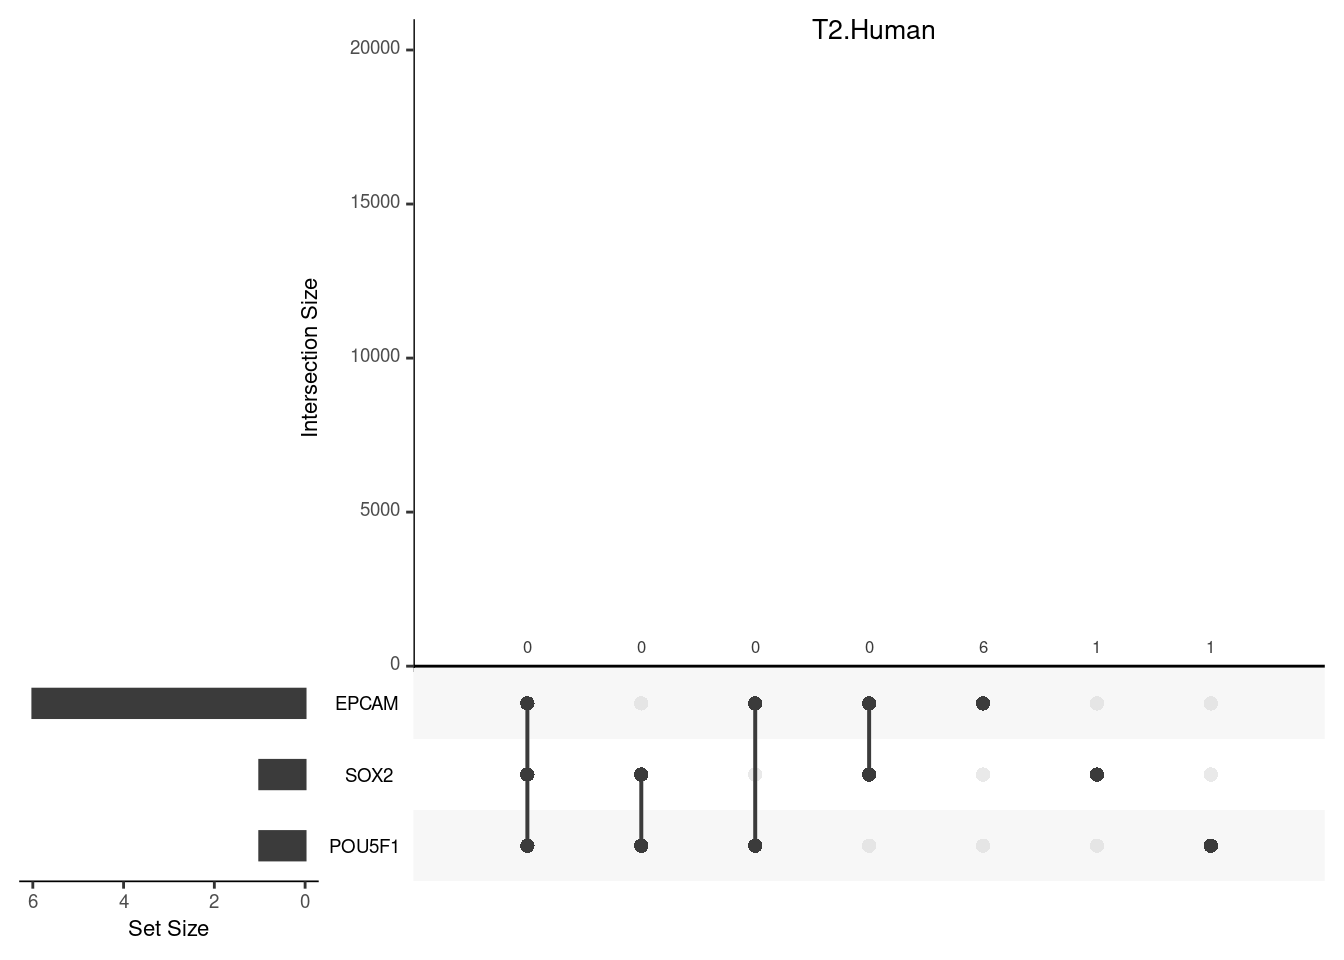 T2.Human
20000
15000
10000
5000
0
Intersection Size
0 0 0 0 6 1 1
EPCAM
SOX2
POU5F1
6 4 2 0
Set Size